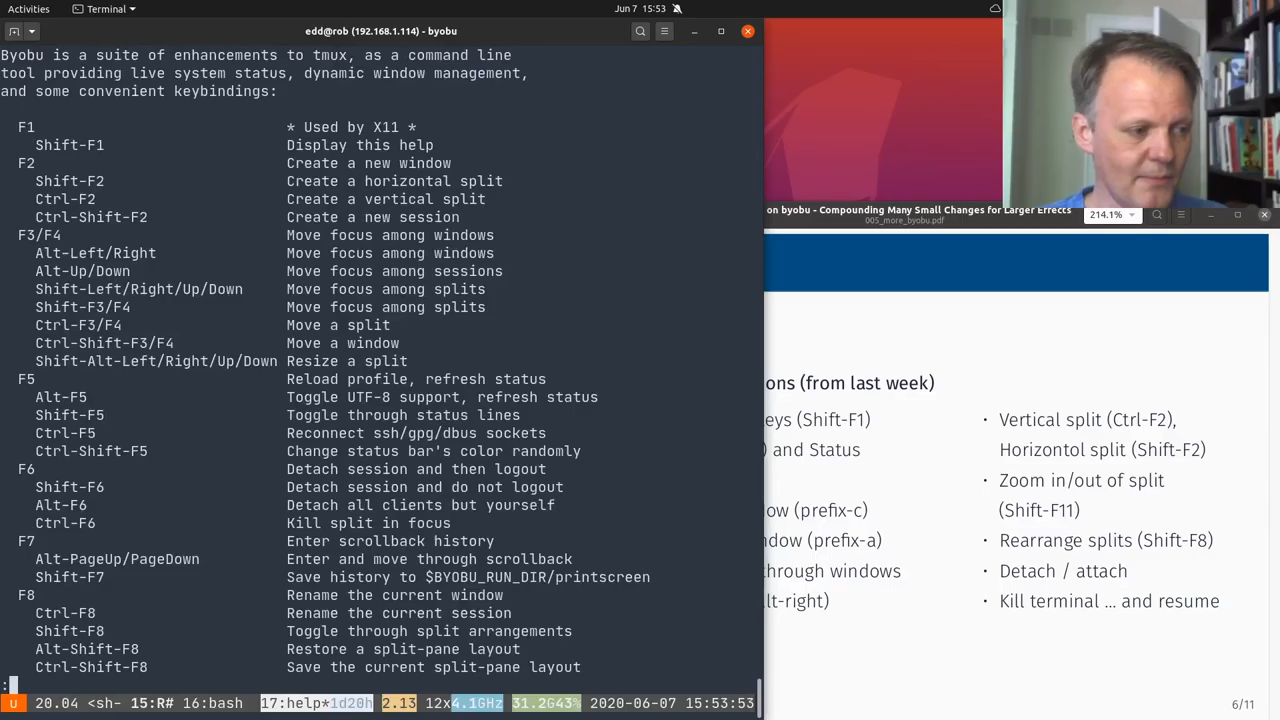 Activities
Terminal
Jun 7 15:53
edd@rob (192.168.1.114) - byobu
Byobu is a suite of enhancements to tmux, as a command line
tool providing live system status, dynamic window management,
and some convenient keybindings:
F1 * Used by X11 *
Shift-F1 Display this help
F2 Create a new window
Shift-F2 Create a horizontal split
Ctrl-F2 Create a vertical split
Ctrl-Shift-F2 Create a new session
F3/F4 Move focus among windows
Alt-Left/Right Move focus among windows
Alt-Up/Down Move focus among sessions
Shift-Left/Right/Up/Down Move focus among splits
Shift-F3/F4 Move focus among splits
Ctrl-F3/F4 Move a split
Ctrl-Shift-F3/F4 Move a window
Shift-Alt-Left/Right/Up/Down Resize a split
F5 Reload profile, refresh status
Alt-F5 Toggle UTF-8 support, refresh status
Shift-F5 Toggle through status lines
Ctrl-F5 Reconnect ssh/gpg/dbus sockets
Ctrl-Shift-F5 Change status bar's color randomly
F6 Detach session and then logout
Shift-F6 Detach session and do not logout
Alt-F6 Detach all clients but yourself
Ctrl-F6 Kill split in focus
F7 Enter scrollback history
Alt-PageUp/PageDown Enter and move through scrollback
Shift-F7 Save history to $BYOBU_RUN_DIR/printscreen
F8 Rename the current window
Ctrl-F8 Rename the current session
Shift-F8 Toggle through split arrangements
Alt-Shift-F8 Restore a split-pane layout
Ctrl-Shift-F8 Save the current split-pane layout
:
U 20.04 <sh- 15:R# 16:bash 17:help*1d20h 2.13 12x4.1GHz 31.2G43% 2020-06-07 15:53:53
on byobu - Compounding Many Small Changes for Larger Effects
005_more_byobu.pdf
214.1%
ons (from last week)
eys (Shift-F1)
) and Status
dow (prefix-c)
ndow (prefix-a)
through windows
lt-right)
· Vertical split (Ctrl-F2),
Horizontol split (Shift-F2)
· Zoom in/out of split
(Shift-F11)
· Rearrange splits (Shift-F8)
· Detach / attach
· Kill terminal ... and resume
6/11